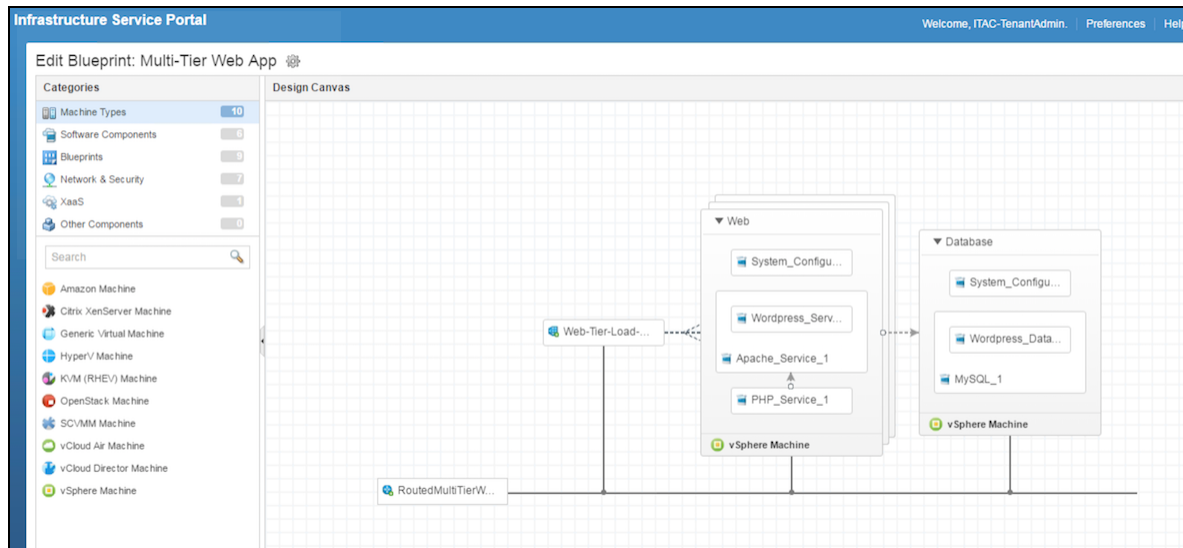 Infrastructure Service Portal
Welcome, ITAC-TenantAdmin. Preferences Help
Edit Blueprint: Multi-Tier Web App
Categories
Design Canvas
Machine Types 10
Software Components 6
Blueprints 9
Network & Security 7
XaaS 1
Other Components 0
Search
Amazon Machine
Citrix XenServer Machine
Generic Virtual Machine
HyperV Machine
KVM (RHEV) Machine
OpenStack Machine
SCVMM Machine
vCloud Air Machine
vCloud Director Machine
vSphere Machine
Web
System_Configu...
Wordpress_Serv...
Apache_Service_1
PHP_Service_1
vSphere Machine
Database
System_Configu...
Wordpress_Data...
MySQL_1
vSphere Machine
Web-Tier-Load-...
RoutedMultiTierW...